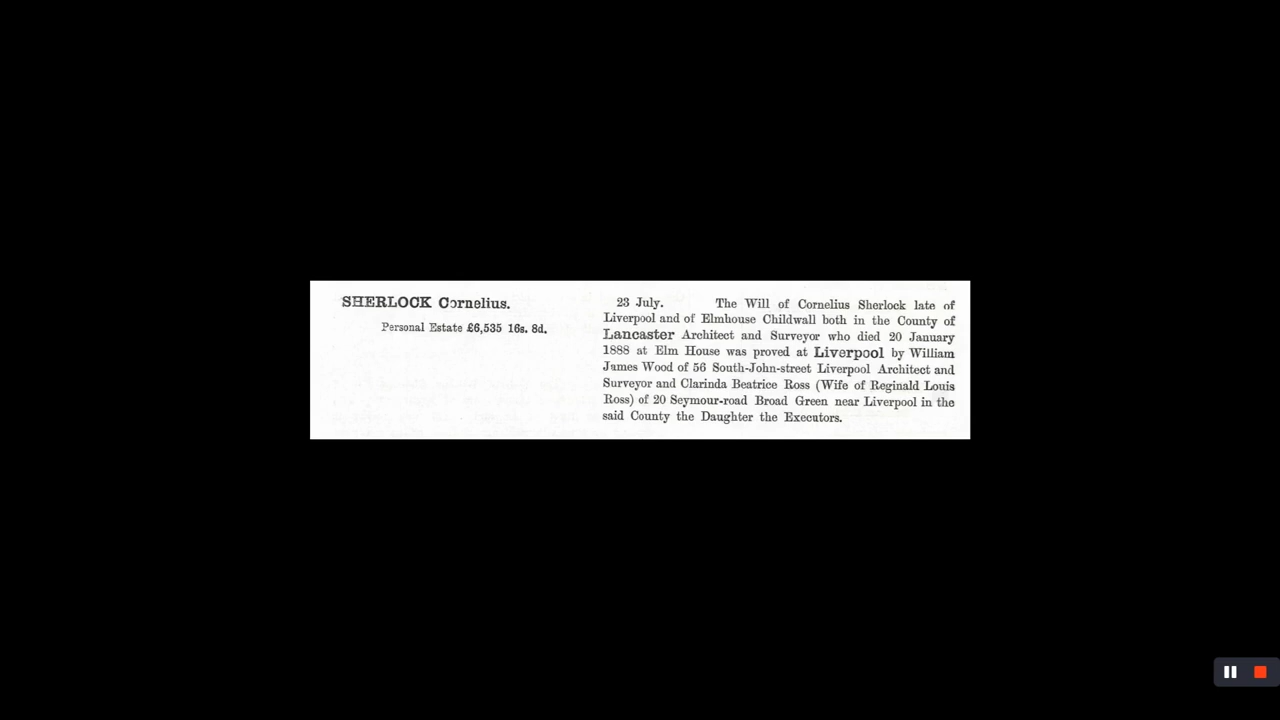 SHERLOCK Cornelius.
Personal Estate £6,535 16s. 8d.
23 July. The Will of Cornelius Sherlock late of
Liverpool and of Elmhouse Childwall both in the County of
Lancaster Architect and Surveyor who died 20 January
1888 at Elm House was proved at Liverpool by William
James Wood of 56 South-John-street Liverpool Architect and
Surveyor and Clarinda Beatrice Ross (Wife of Reginald Louis
Ross) of 20 Seymour-road Broad Green near Liverpool in the
said County the Daughter the Executors.